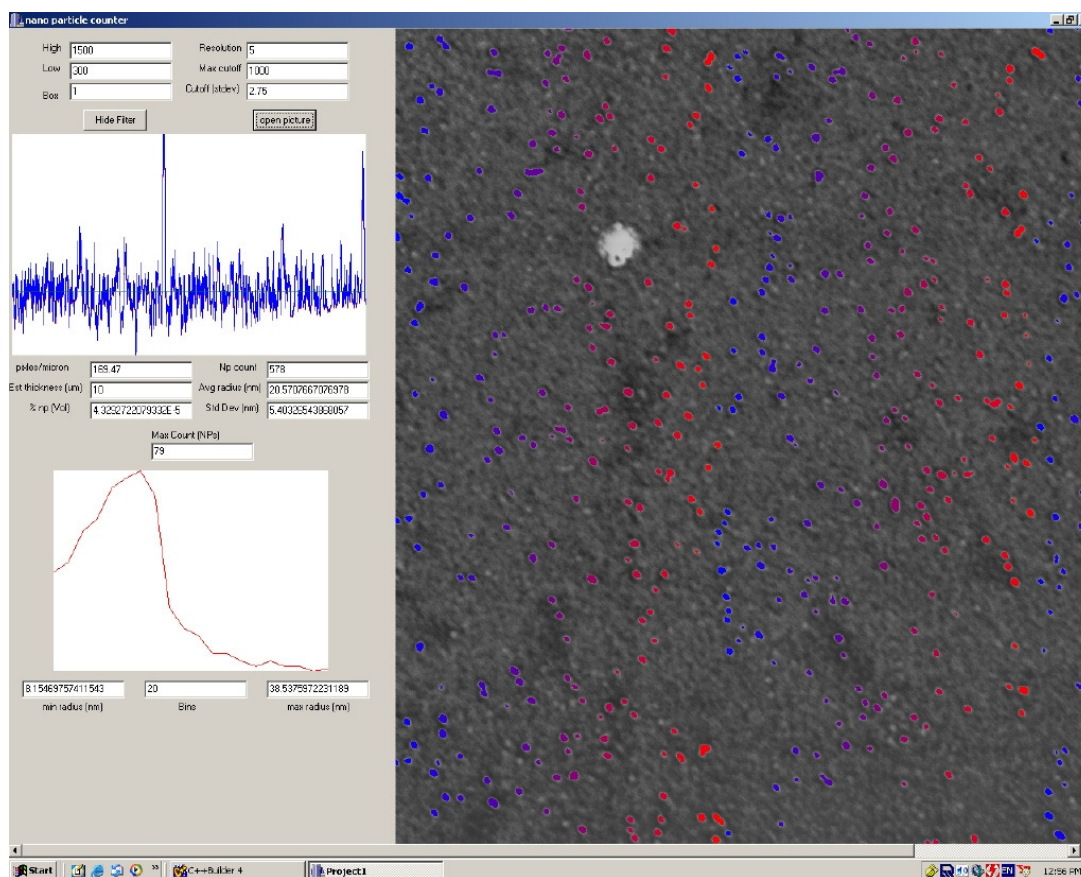 nano particle counter
High 1500 Resolution 5
Low 300 Max cutoff 1000
Box 1 Cutoff (stdev) 2.75
Hide Filter open picture
pixles/micron 169.47 Np count 578
Est thickness (um) 10 Avg radius (nm) 20.5707667076978
% np (Vol) 4.3292722079332E-5 Std Dev (nm)
Max Count (NPs)
79
8.15469757411543 20 38.5375972231189
min radius (nm) Bins max radius (nm)
Start » C++Builder 4 Project1 EN 12:56 PM